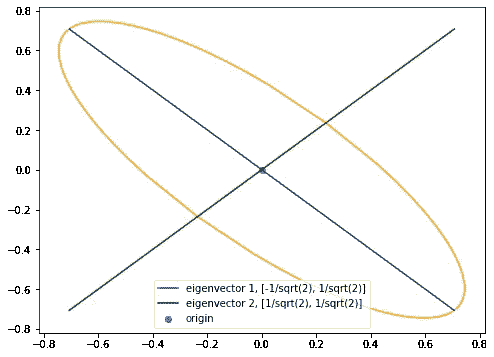 0.8
0.6
0.4
0.2
0.0
−0.2
−0.4
−0.6
−0.8
eigenvector 1, [-1/sqrt(2), 1/sqrt(2)]
eigenvector 2, [1/sqrt(2), 1/sqrt(2)]
origin
−0.8 −0.6 −0.4 −0.2 0.0 0.2 0.4 0.6 0.8